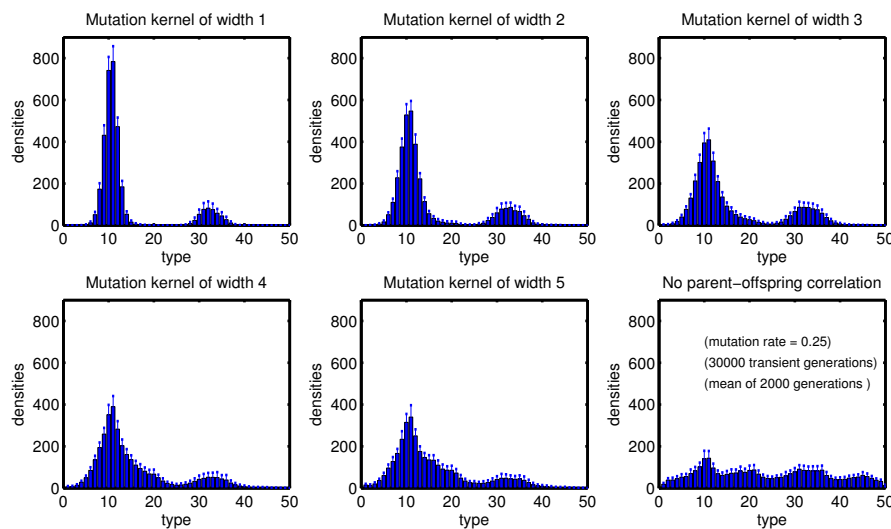 Mutation kernel of width 1
800
600
400
200
0
densities
0 10 20 30 40 50
type
Mutation kernel of width 2
800
600
400
200
0
densities
0 10 20 30 40 50
type
Mutation kernel of width 3
800
600
400
200
0
densities
0 10 20 30 40 50
type
Mutation kernel of width 4
800
600
400
200
0
densities
0 10 20 30 40 50
type
Mutation kernel of width 5
800
600
400
200
0
densities
0 10 20 30 40 50
type
No parent−offspring correlation
800
600
400
200
0
densities
(mutation rate = 0.25)
(30000 transient generations)
(mean of 2000 generations )
0 10 20 30 40 50
type